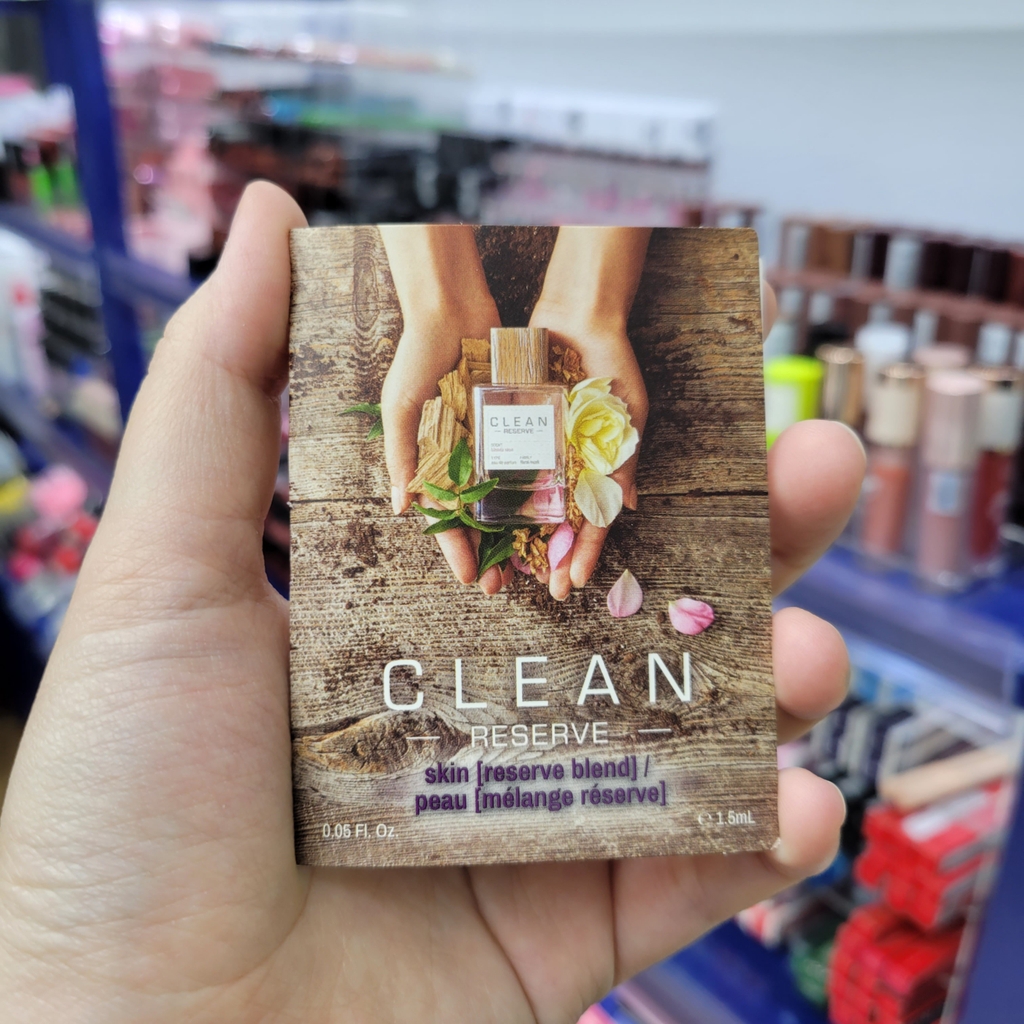 CLEAN
RESERVE
CLEAN
RESERVE
skin [reserve blend] /
peau [mélange réserve]
0.05 Fl. Oz.
℮ 1.5mL